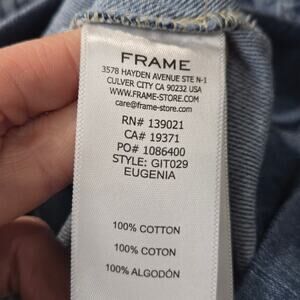 FRAME
3578 HAYDEN AVENUE STE N-1
CULVER CITY CA 90232 USA
WWW.FRAME-STORE.COM
care@frame-store.com
RN# 139021
CA# 19371
PO# 1086400
STYLE: GIT029
EUGENIA
100% COTTON
100% COTON
100% ALGODÓN